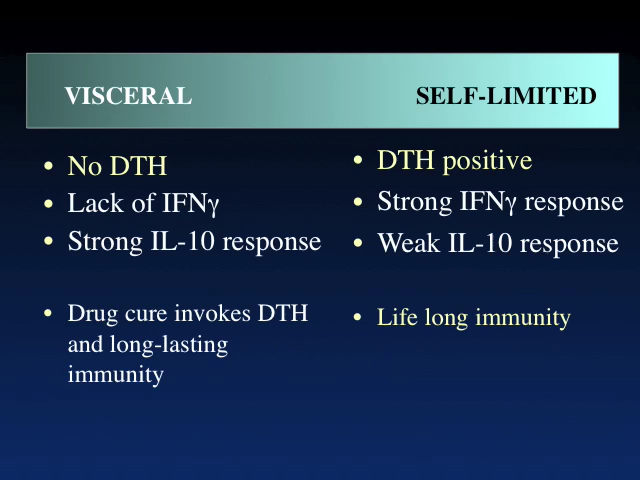 VISCERAL
SELF-LIMITED
• No DTH
• Lack of IFNγ
• Strong IL-10 response
• Drug cure invokes DTH
and long-lasting
immunity
• DTH positive
• Strong IFNγ response
• Weak IL-10 response
• Life long immunity